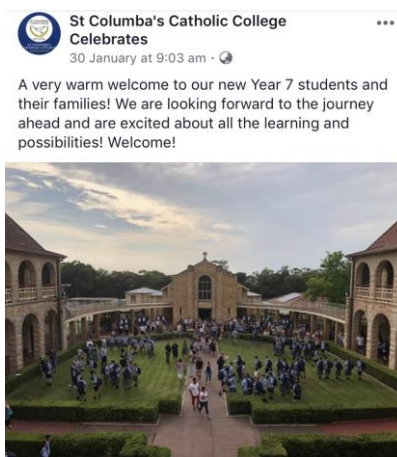 St Columba's Catholic College
Celebrates
30 January at 9:03 am ·
A very warm welcome to our new Year 7 students and
their families! We are looking forward to the journey
ahead and are excited about all the learning and
possibilities! Welcome!